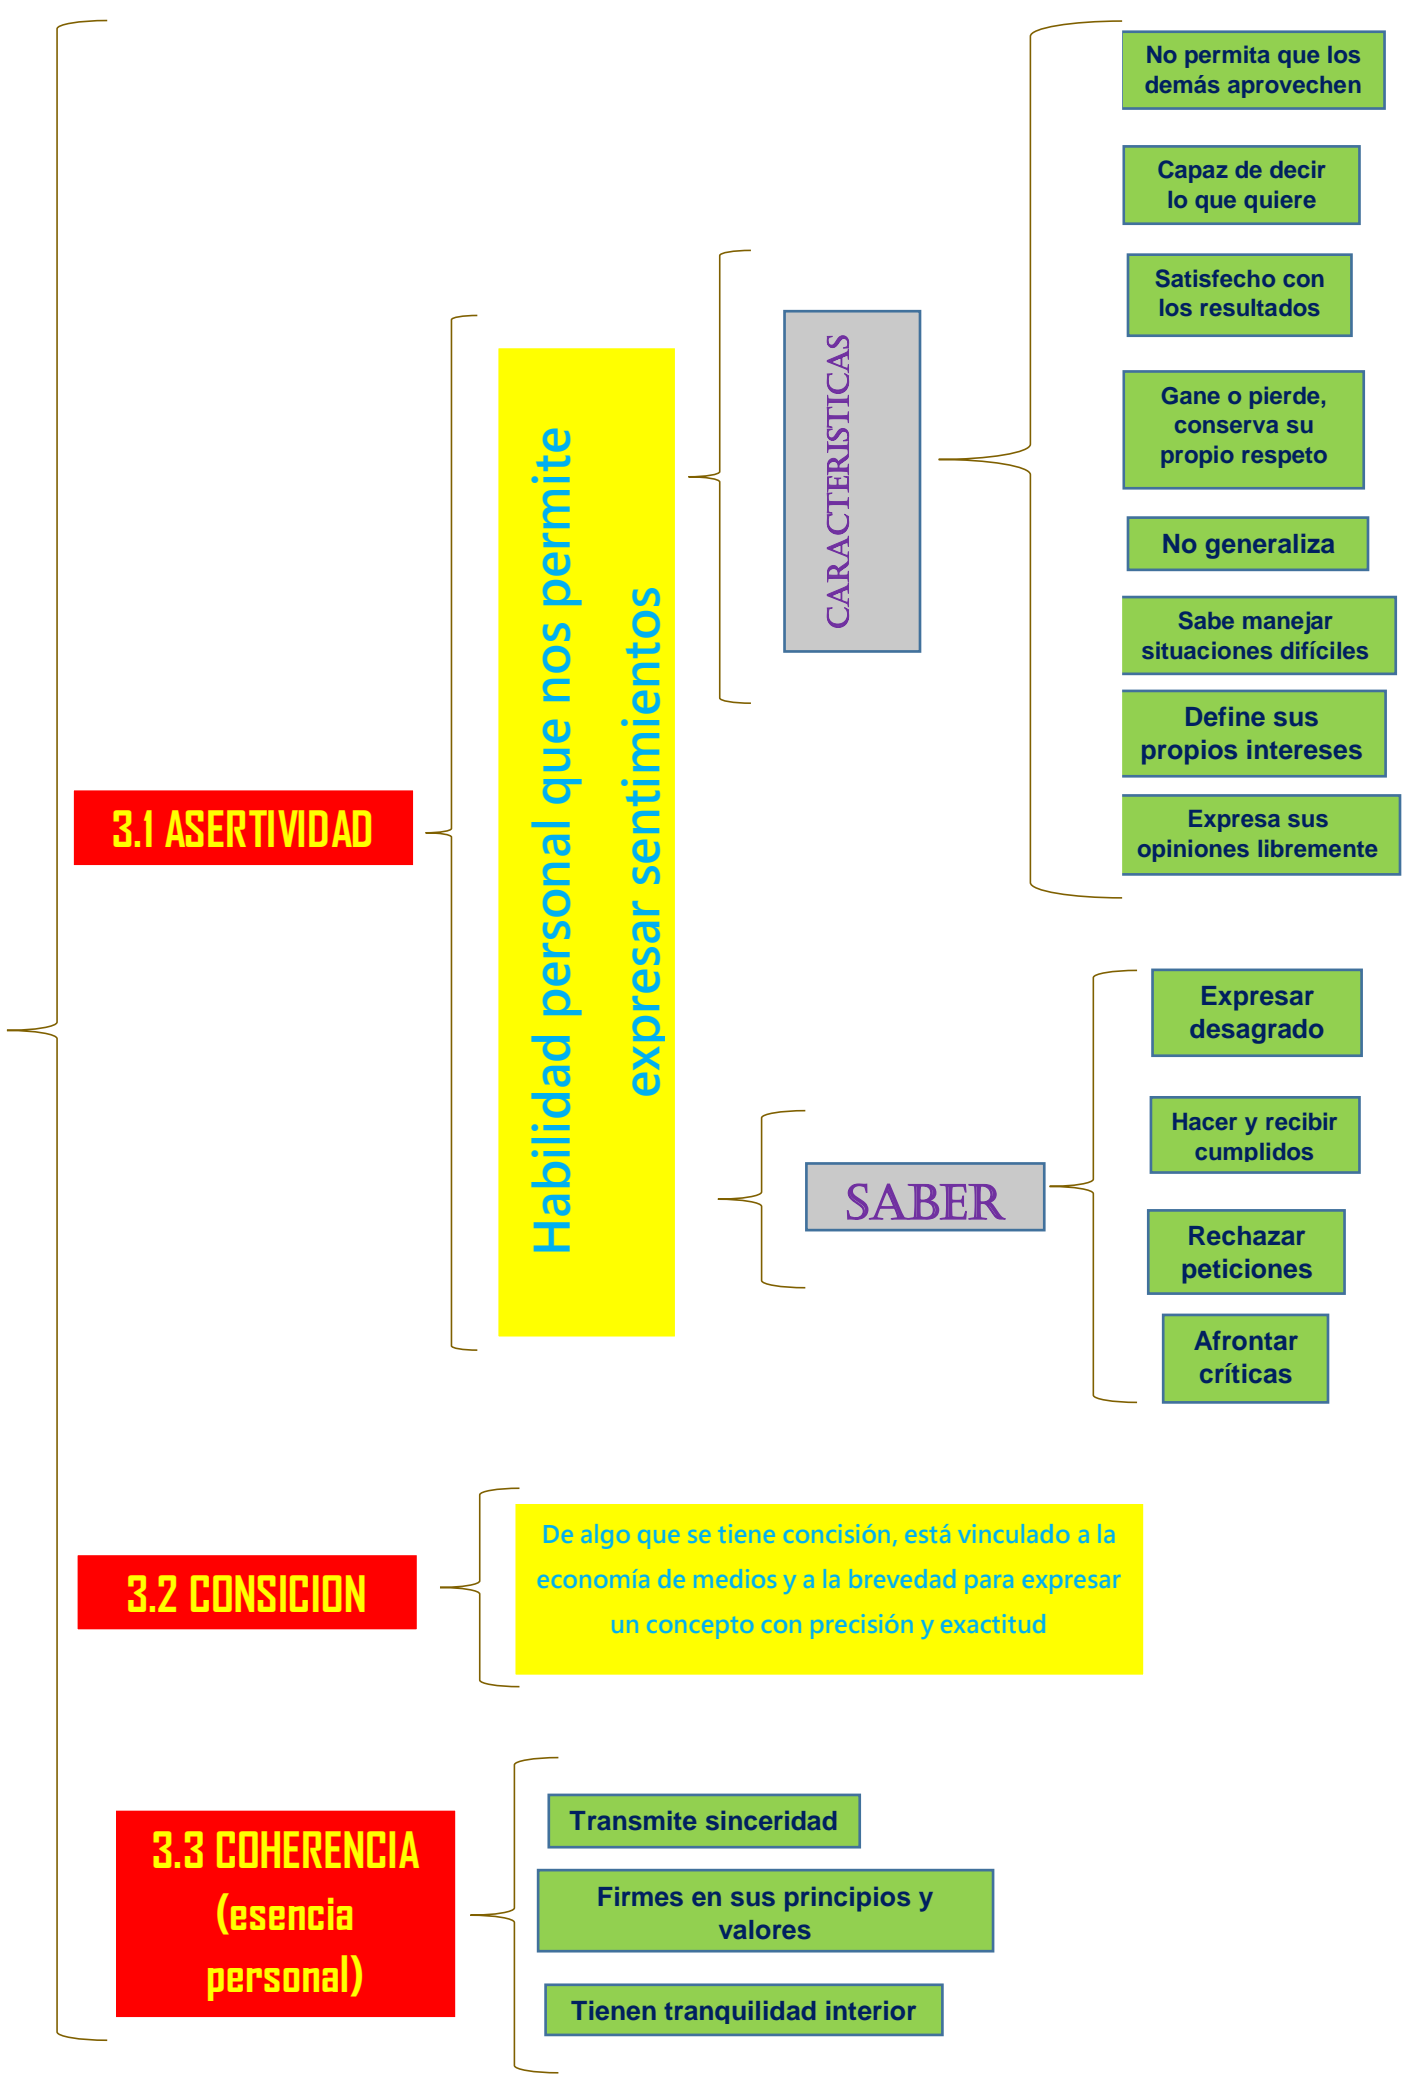 3.1 ASERTIVIDAD
Habilidad personal que nos permite
expresar sentimientos
CARACTERISTICAS
No permita que los
demás aprovechen
Capaz de decir
lo que quiere
Satisfecho con
los resultados
Gane o pierde,
conserva su
propio respeto
No generaliza
Sabe manejar
situaciones difíciles
Define sus
propios intereses
Expresa sus
opiniones libremente
SABER
Expresar
desagrado
Hacer y recibir
cumplidos
Rechazar
peticiones
Afrontar
críticas
3.2 CONSICION
De algo que se tiene concisión, está vinculado a la
economía de medios y a la brevedad para expresar
un concepto con precisión y exactitud
3.3 COHERENCIA
(esencia
personal)
Transmite sinceridad
Firmes en sus principios y
valores
Tienen tranquilidad interior